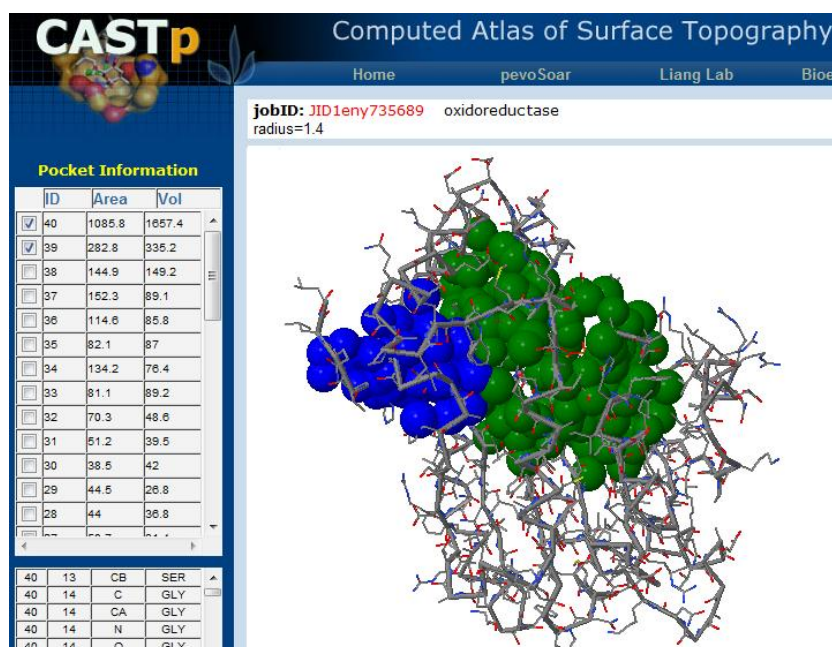 CASTp
Computed Atlas of Surface Topography
Home pevoSoar Liang Lab Bioe
jobID: JID1eny735689 oxidoreductase
radius=1.4
Pocket Information
ID Area Vol
40 1085.8 1657.4
39 282.8 335.2
38 144.9 149.2
37 152.3 89.1
36 114.6 85.8
35 82.1 87
34 134.2 76.4
33 81.1 89.2
32 70.3 48.6
31 51.2 39.5
30 38.5 42
29 44.5 26.8
28 44 36.8
40 13 CB SER
40 14 C GLY
40 14 CA GLY
40 14 N GLY
40 14 O GLY